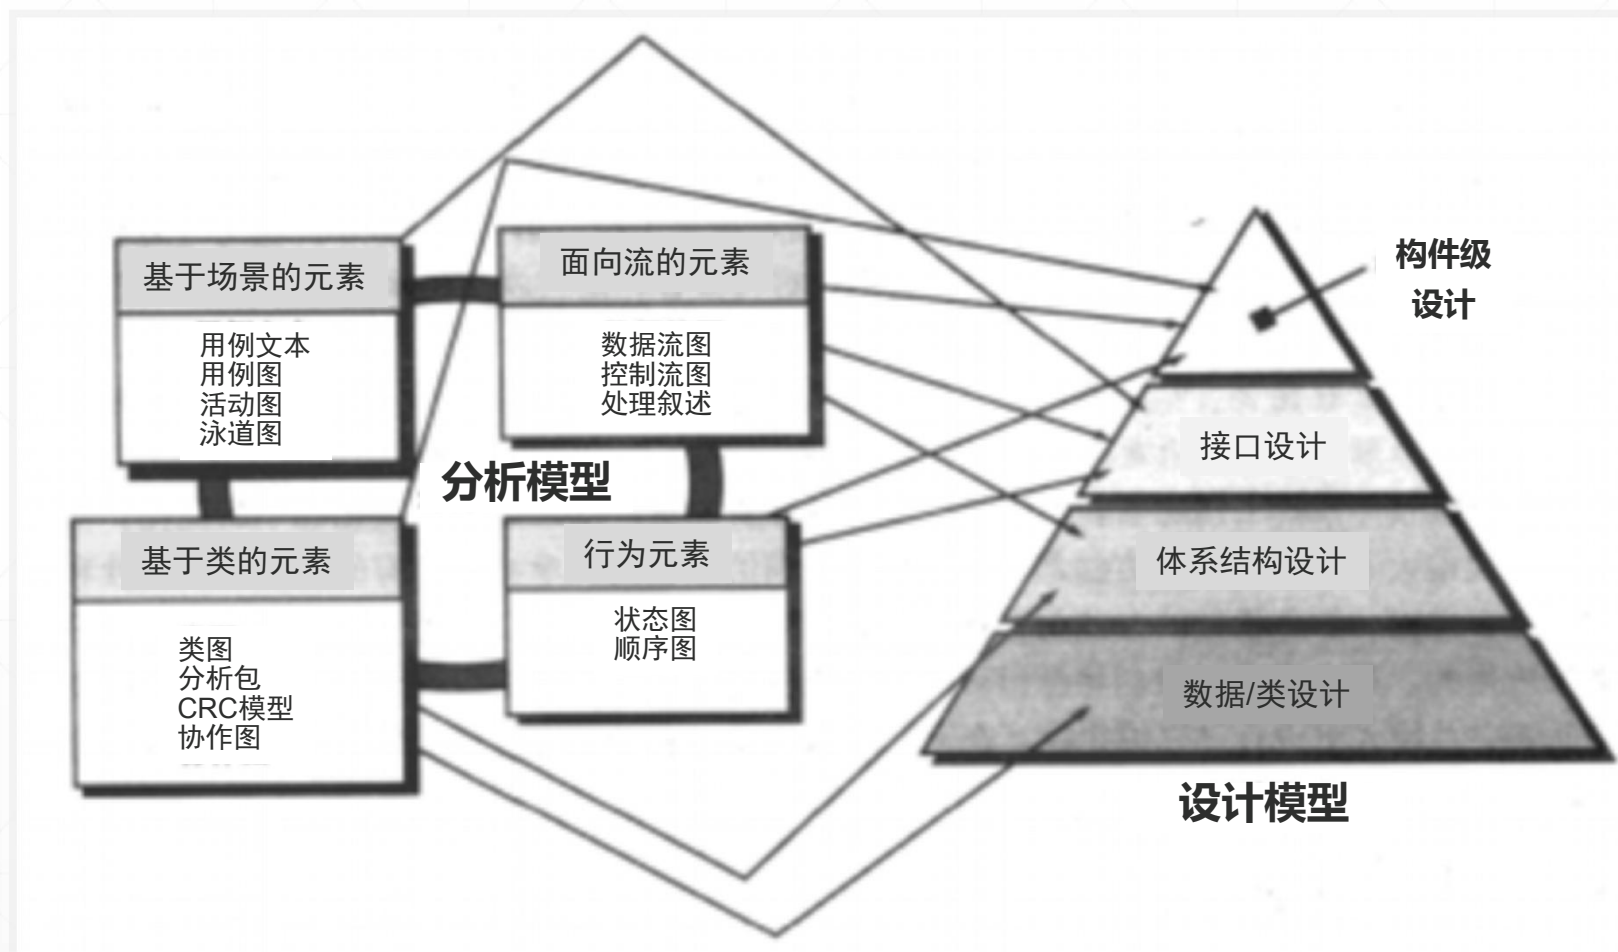 基于场景的元素
用例文本
用例图
活动图
泳道图
面向流的元素
数据流图
控制流图
处理叙述
分析模型
基于类的元素
类图
分析包
CRC模型
协作图
行为元素
状态图
顺序图
构件级
设计
接口设计
体系结构设计
数据/类设计
设计模型